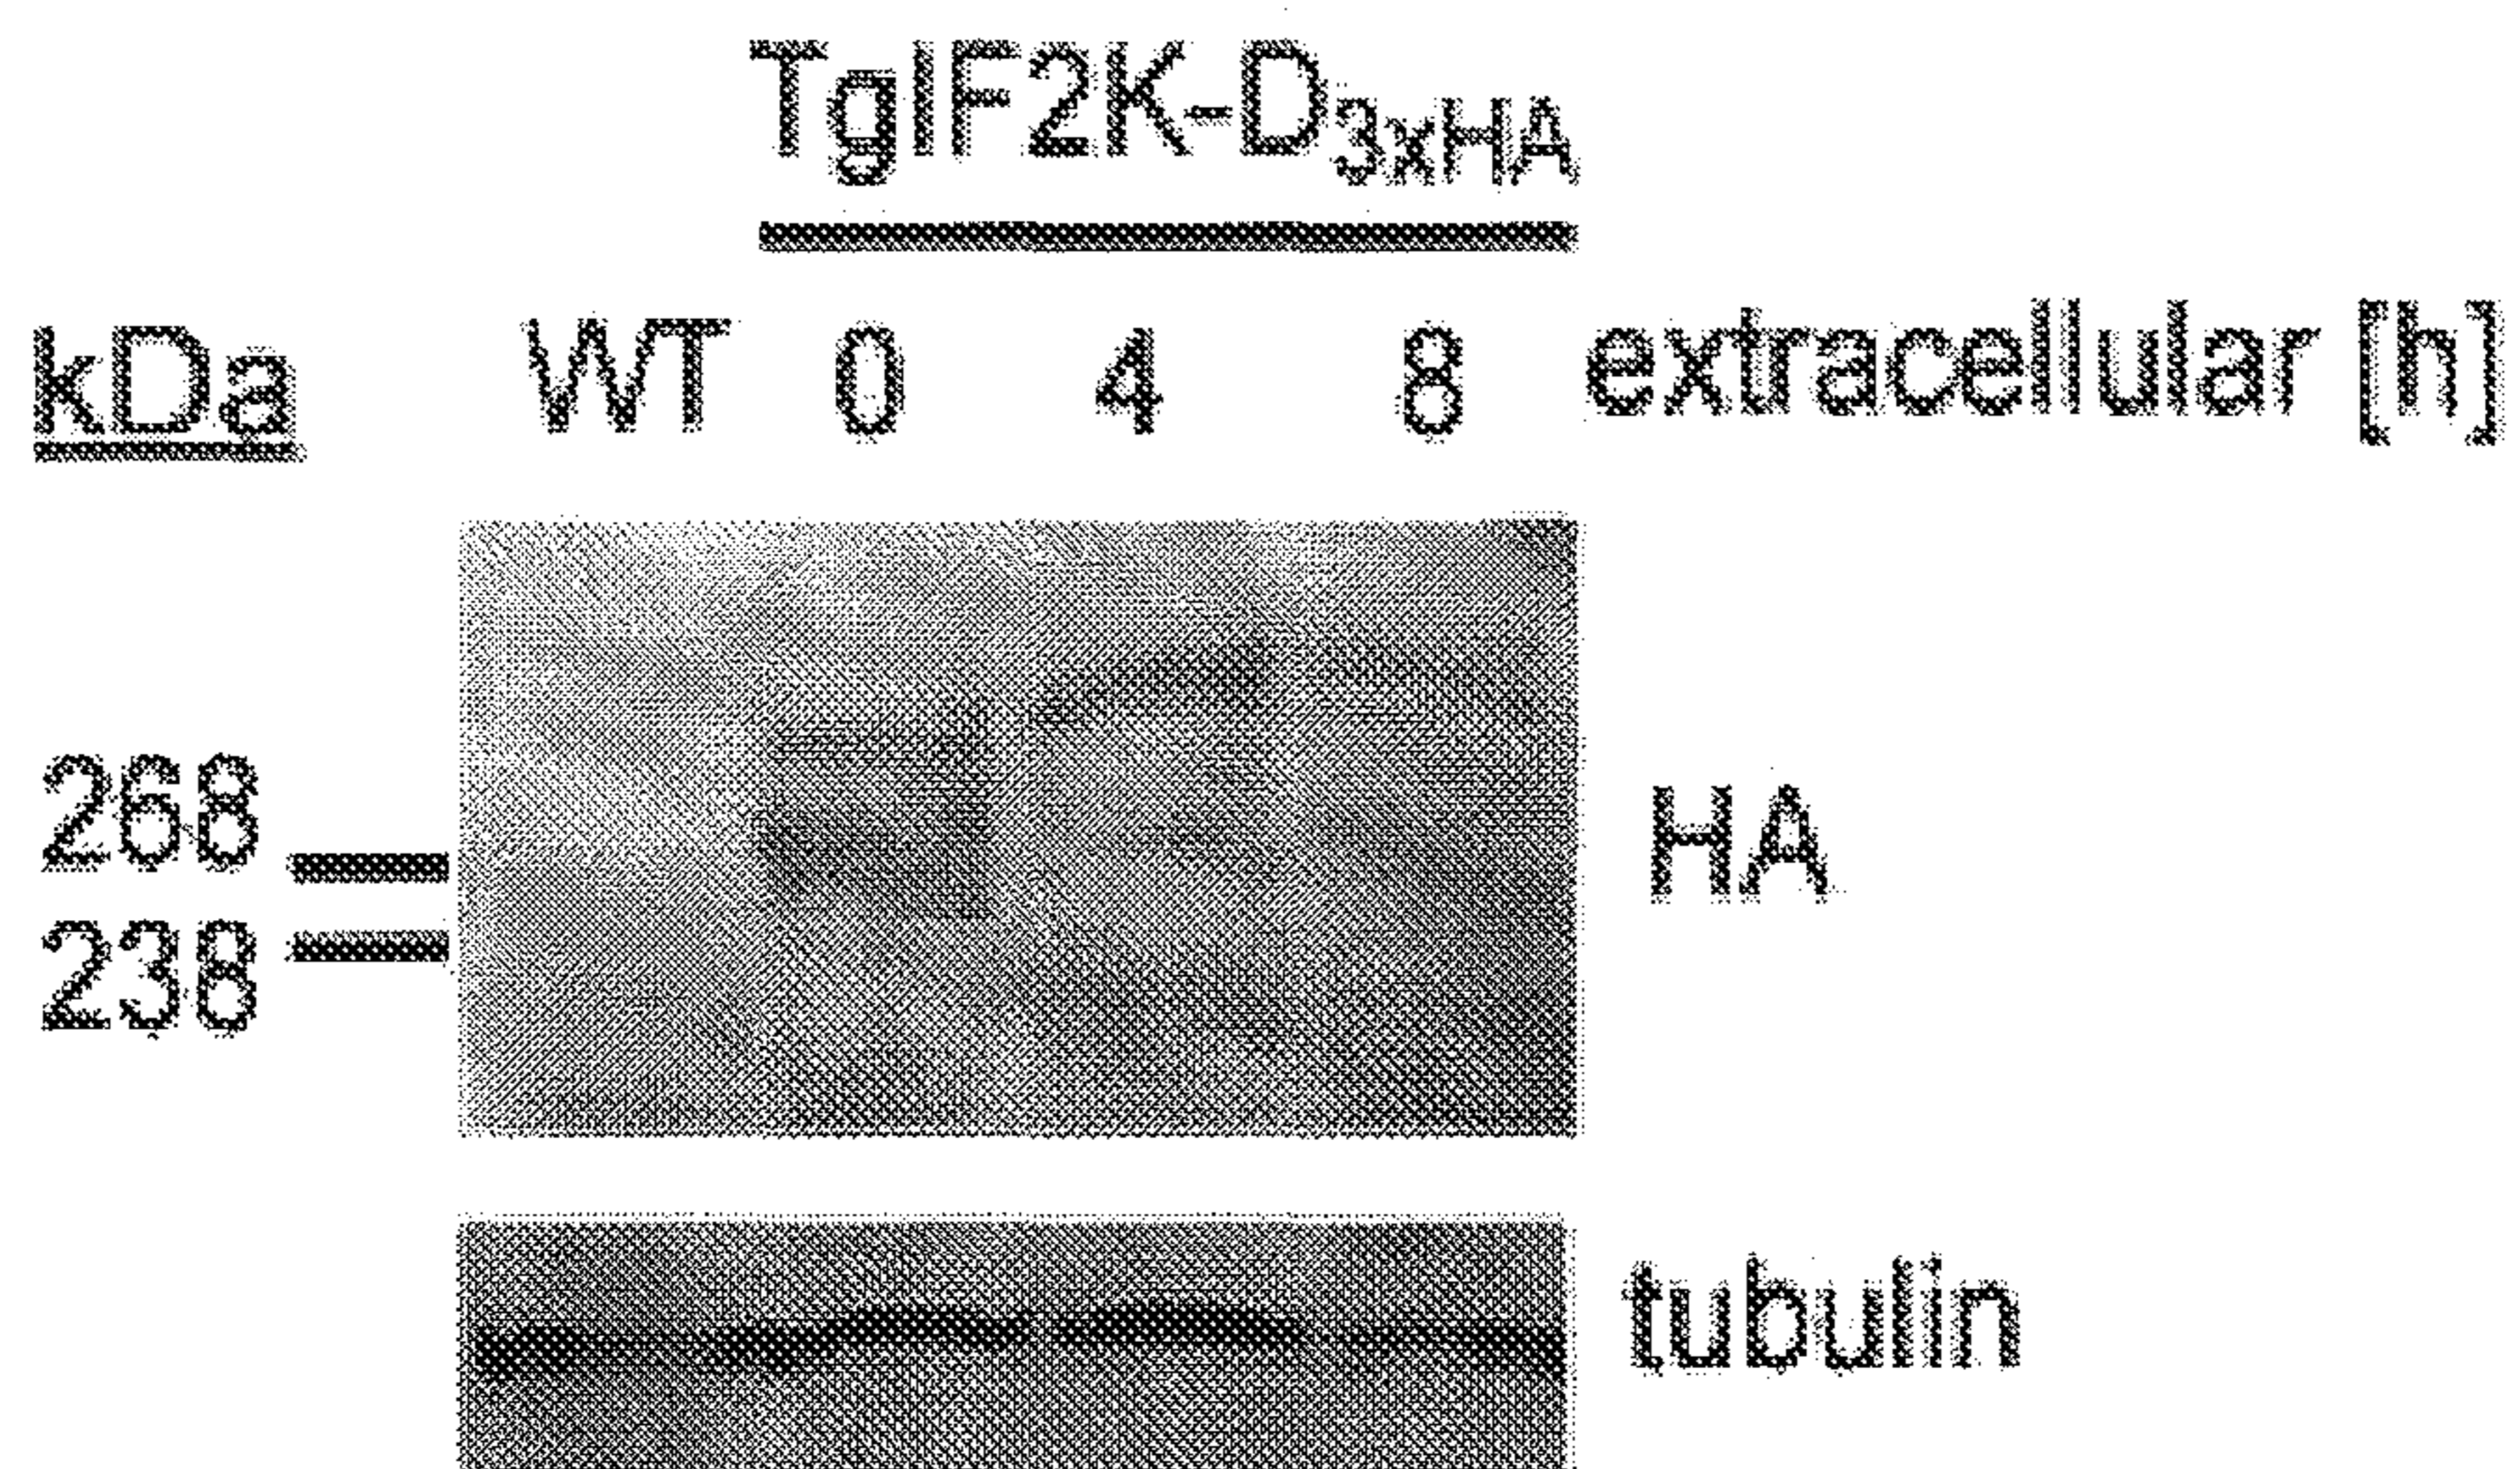 TgIF2K-D3xHA
kDa WT 0 4 8 extracellular [h]
268
HA
238
tubulin